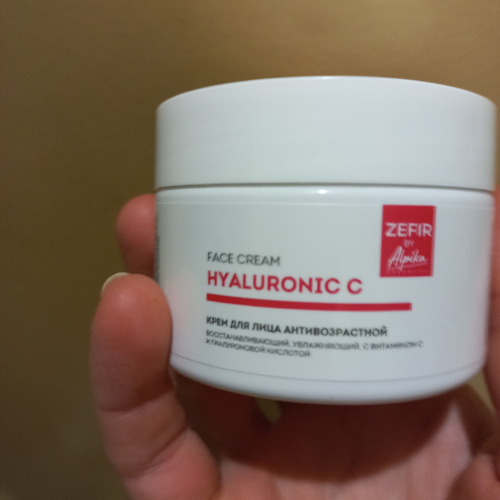 ZEFIR
BY
Alpika
FACE CREAM
HYALURONIC C
КРЕМ ДЛЯ ЛИЦА АНТИВОЗРАСТНОЙ
ВОССТАНАВЛИВАЮЩИЙ, УВЛАЖНЯЮЩИЙ, С ВИТАМИНОМ С
И ГИАЛУРОНОВОЙ КИСЛОТОЙ